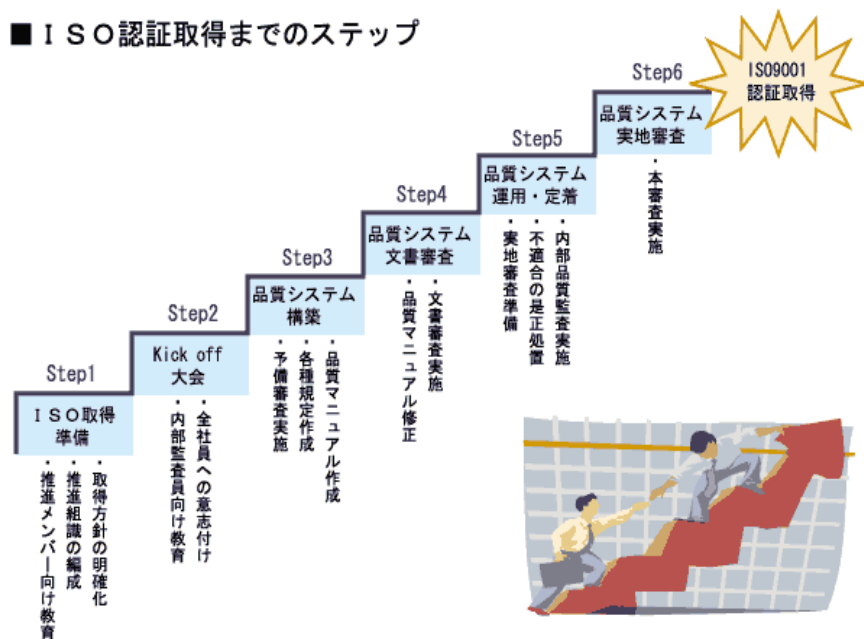 ■ＩＳＯ認証取得までのステップ
Step1
ＩＳＯ取得
準備
・取得方針の明確化
・推進組織の編成
・推進メンバー向け教育
Step2
Kick off
大会
・全社員への意志付け
・内部監査員向け教育
Step3
品質システム
構築
・品質マニュアル作成
・各種規定作成
・予備審査実施
Step4
品質システム
文書審査
・文書審査実施
・品質マニュアル修正
Step5
品質システム
運用・定着
・内部品質監査実施
・不適合の是正処置
・実地審査準備
Step6
品質システム
実地審査
・本審査実施
ISO9001
認証取得